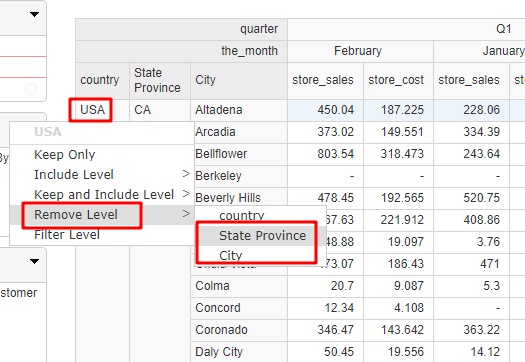 quarter Q1
the_month February January
country State Province City store_sales store_cost store_sales
USA CA Altadena 450.04 187.225 228.06
USA Arcadia 373.02 149.551 334.39
By Keep Only Bellflower 803.54 318.473 243.64
Include Level > Berkeley - - -
Keep and Include Level > Beverly Hills 478.45 192.565 520.75
Remove Level > country 67.63 221.912 408.86
Filter Level State Province 48.88 19.097 3.76
City 73.07 186.43 471
stomer Colma 20.7 9.087 5.3
Concord 12.34 4.108 -
Coronado 346.47 143.642 363.22
Daly City 50.45 19.556 14.12